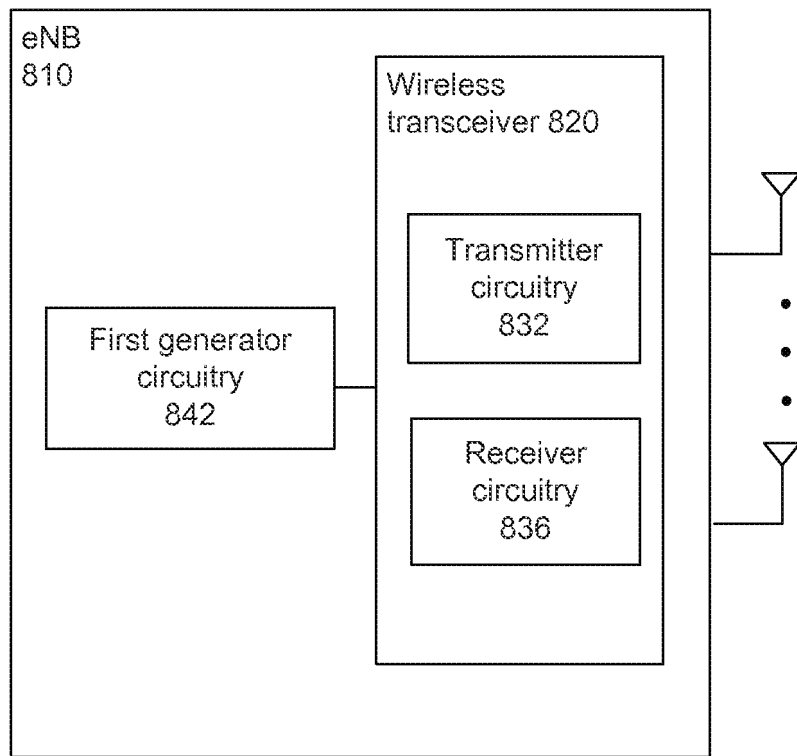 eNB
810
Wireless
transceiver 820
Transmitter
circuitry
832
First generator
circuitry
842
Receiver
circuitry
836